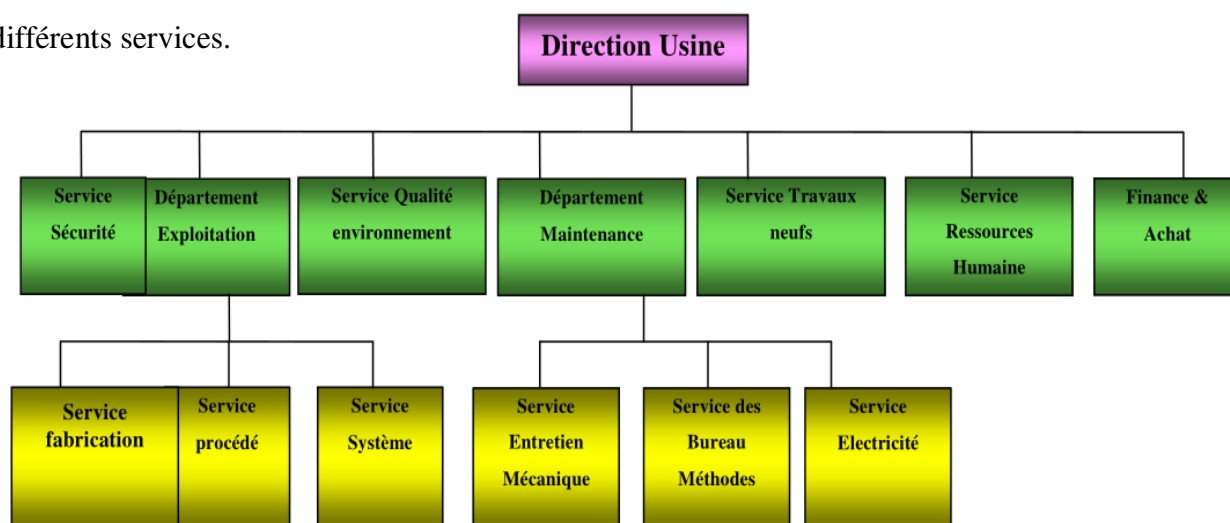 différents services.
Direction Usine
Service
Sécurité
Département
Exploitation
Service Qualité
environnement
Département
Maintenance
Service Travaux
neufs
Service
Ressources
Humaine
Finance &
Achat
Service
fabrication
Service
procédé
Service
Système
Service
Entretien
Mécanique
Service des
Bureau
Méthodes
Service
Electricité